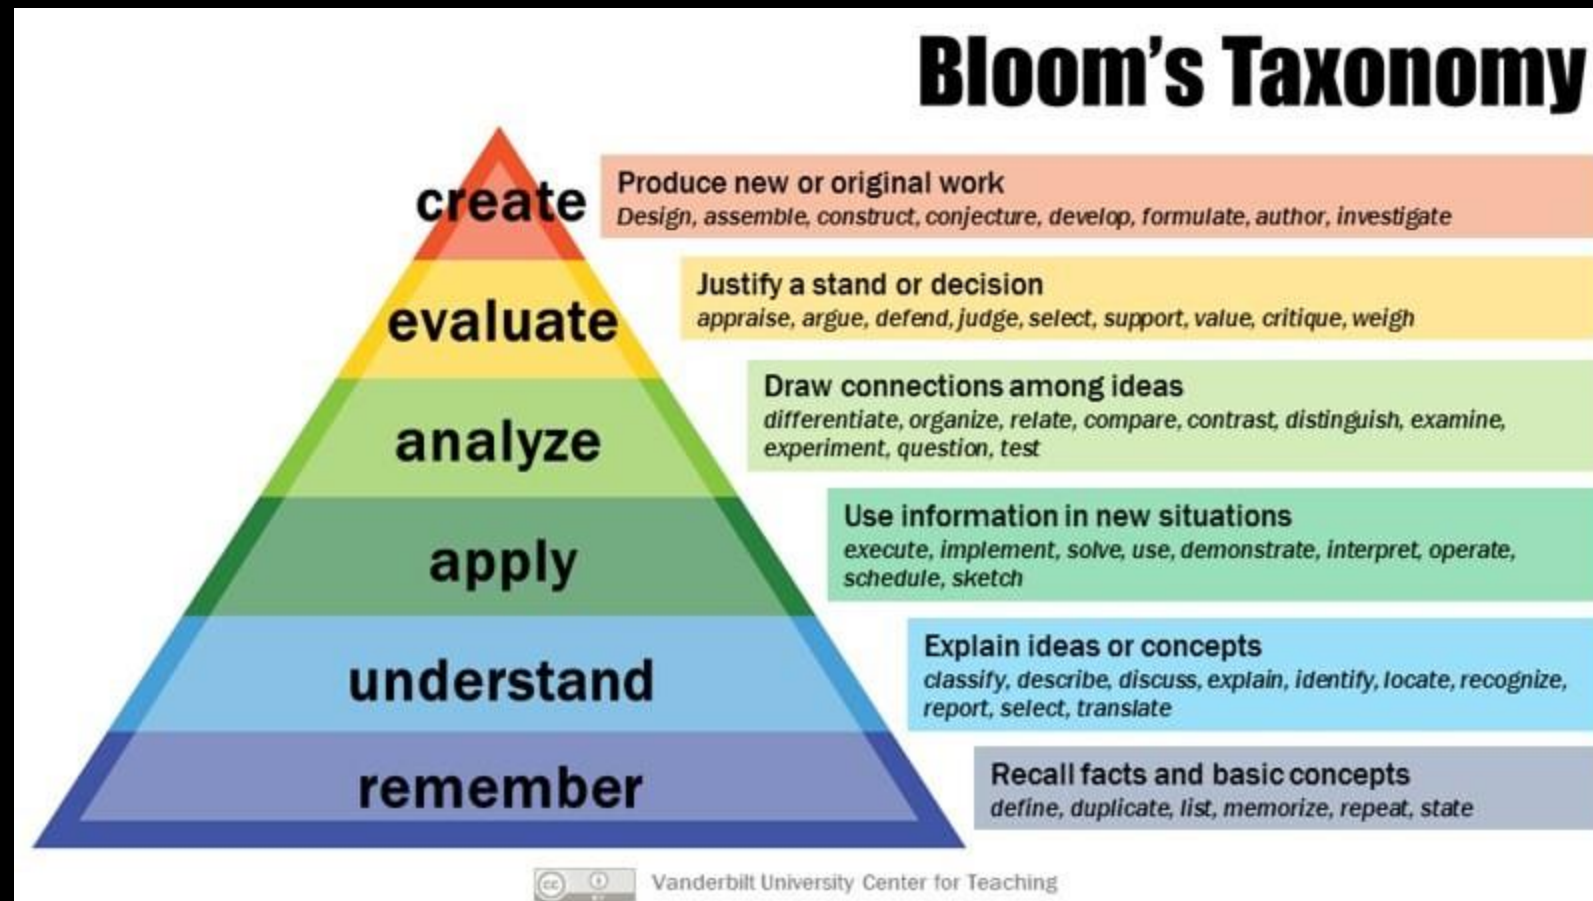 Bloom's Taxonomy
create
Produce new or original work
Design, assemble, construct, conjecture, develop, formulate, author, investigate
evaluate
Justify a stand or decision
appraise, argue, defend, judge, select, support, value, critique, weigh
analyze
Draw connections among ideas
differentiate, organize, relate, compare, contrast, distinguish, examine,
experiment, question, test
apply
Use information in new situations
execute, implement, solve, use, demonstrate, interpret, operate,
schedule, sketch
understand
Explain ideas or concepts
classify, describe, discuss, explain, identify, locate, recognize,
report, select, translate
remember
Recall facts and basic concepts
define, duplicate, list, memorize, repeat, state
cc
Vanderbilt University Center for Teaching